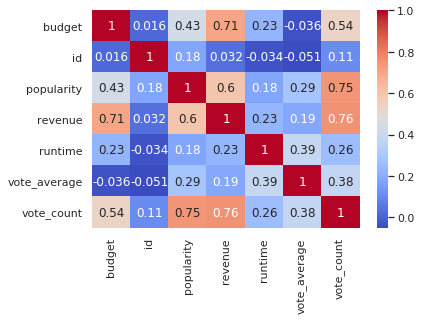 budget 1 0.016 0.43 0.71 0.23 -0.036 0.54
id 0.016 1 0.18 0.032 -0.034 -0.051 0.11
popularity 0.43 0.18 1 0.6 0.18 0.29 0.75
revenue 0.71 0.032 0.6 1 0.23 0.19 0.76
runtime 0.23 -0.034 0.18 0.23 1 0.39 0.26
vote_average -0.036 -0.051 0.29 0.19 0.39 1 0.38
vote_count 0.54 0.11 0.75 0.76 0.26 0.38 1
budget
id
popularity
revenue
runtime
vote_average
vote_count
1.0
0.8
0.6
0.4
0.2
0.0